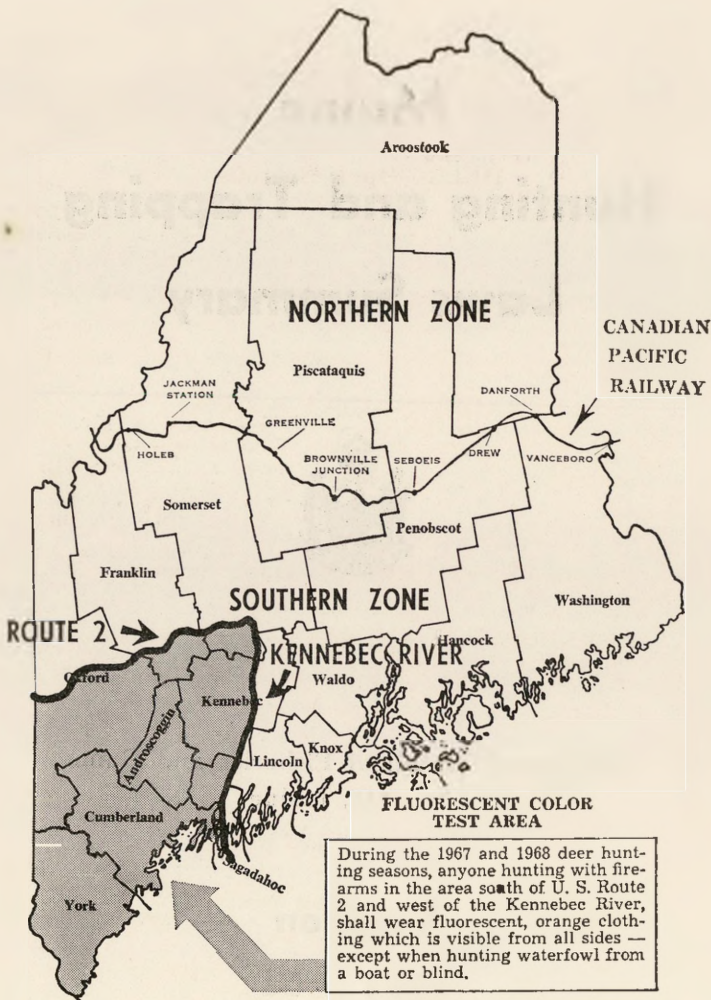 Aroostook
NORTHERN ZONE
CANADIAN
PACIFIC
RAILWAY
Piscataquis
JACKMAN
STATION
DANFORTH
GREENVILLE
HOLEB
BROWNVILLE
JUNCTION
SEBOEIS
DREW
VANCEBORO
Somerset
Penobscot
Franklin
SOUTHERN ZONE
Washington
ROUTE 2
KENNEBEC RIVER
Hancock
Oxford
Waldo
Kennebec
Androscoggin
Knox
Lincoln
Cumberland
FLUORESCENT COLOR
TEST AREA
Sagadahoc
York
During the 1967 and 1968 deer hunt-
ing seasons, anyone hunting with fire-
arms in the area south of U. S. Route
2 and west of the Kennebec River,
shall wear fluorescent, orange cloth-
ing which is visible from all sides —
except when hunting waterfowl from
a boat or blind.